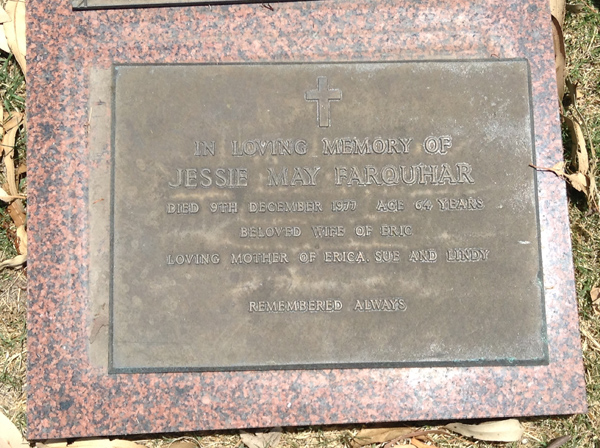 IN LOVING MEMORY OF
JESSIE MAY FARQUHAR
DIED 9TH DECEMBER 1977 AGE 64 YEARS
BELOVED WIFE OF ERIC
LOVING MOTHER OF ERICA, SUE AND LINDY
REMEMBERED ALWAYS